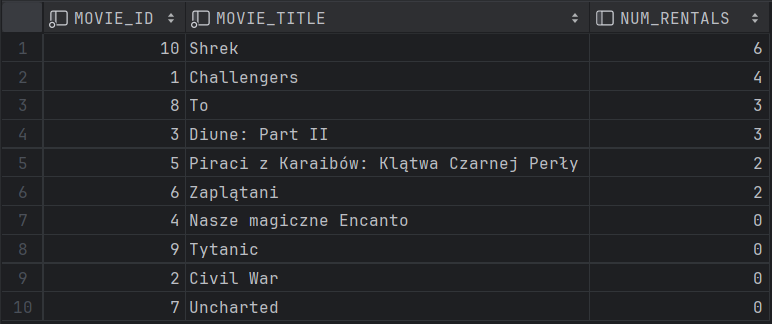 MOVIE_ID MOVIE_TITLE NUM_RENTALS
1 10 Shrek 6
2 1 Challengers 4
3 8 To 3
4 3 Diune: Part II 3
5 5 Piraci z Karaibów: Klątwa Czarnej Perły 2
6 6 Zaplątani 2
7 4 Nasze magiczne Encanto 0
8 9 Tytanic 0
9 2 Civil War 0
10 7 Uncharted 0